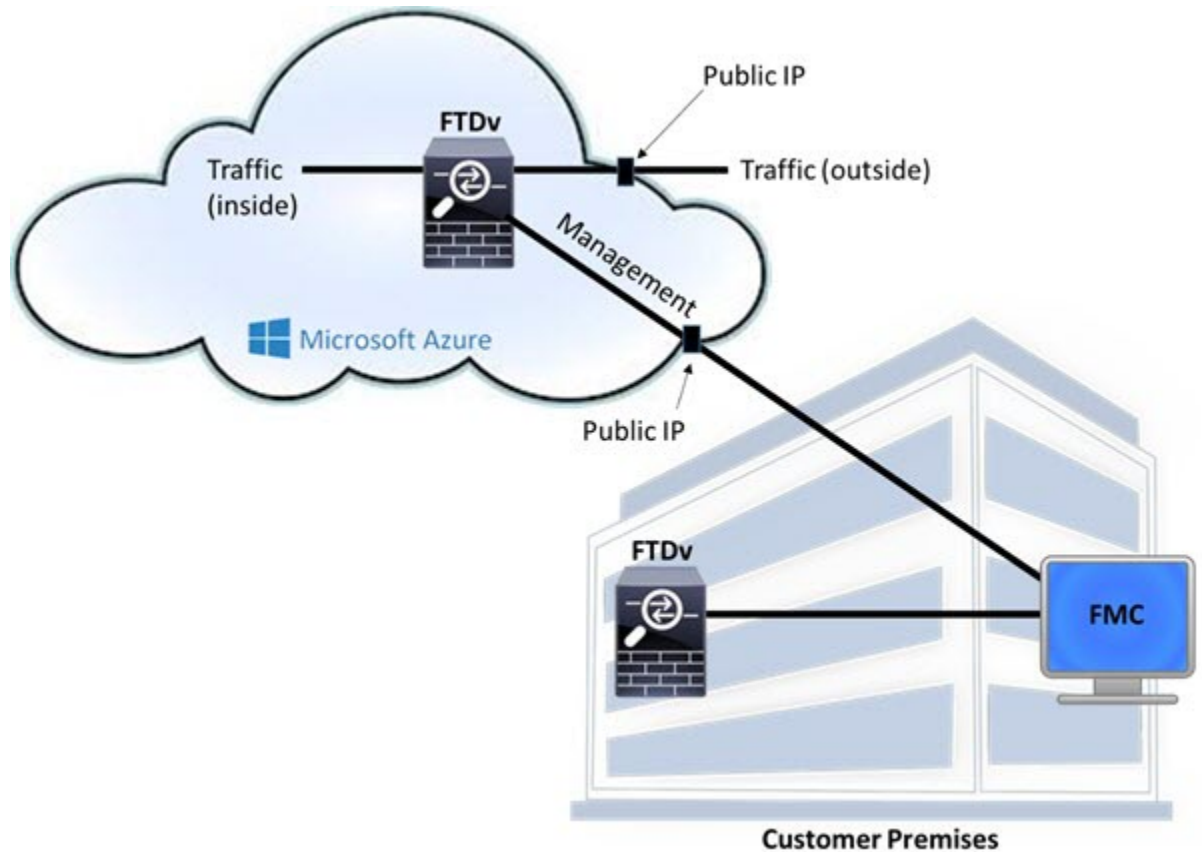 Public IP
FTDv
Traffic
(inside)
Traffic (outside)
Management
Microsoft Azure
Public IP
FTDv
FMC
Customer Premises